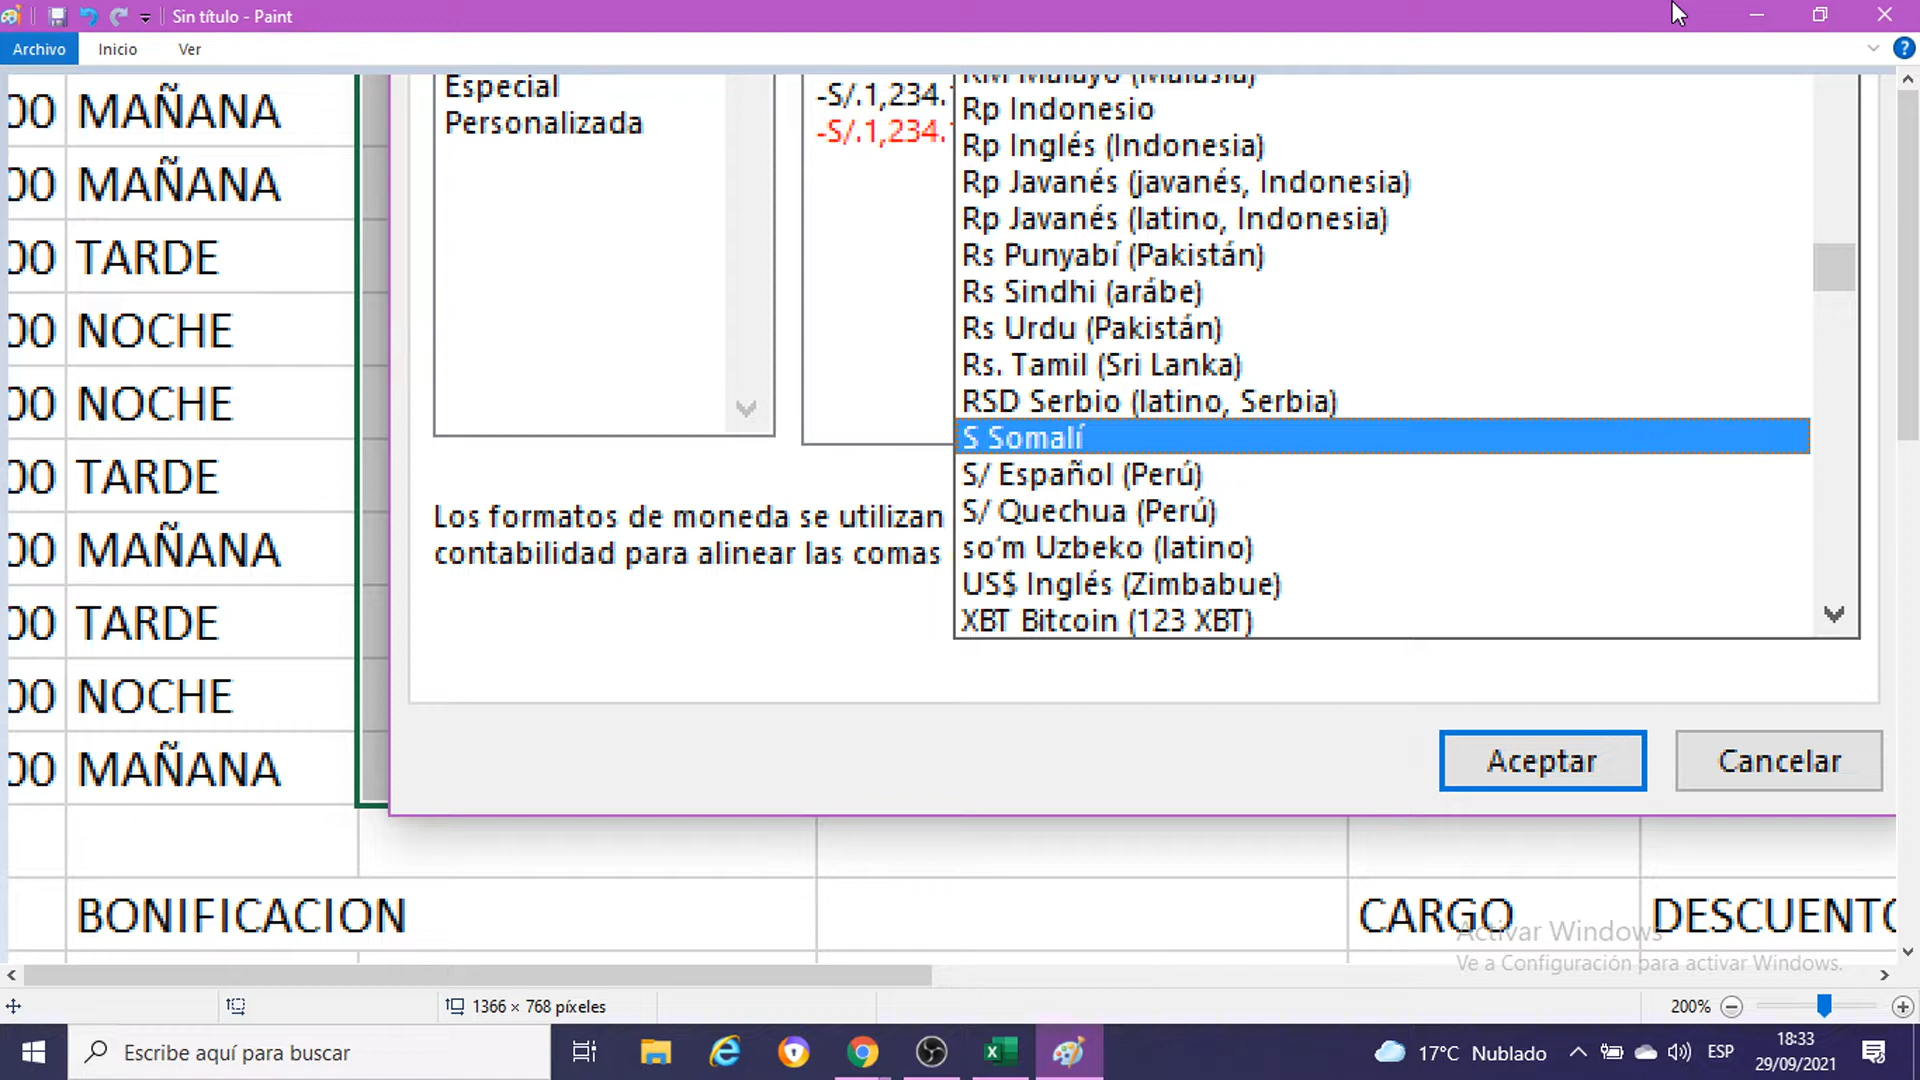 Sin título - Paint
Archivo Inicio Ver
00 MAÑANA
00 MAÑANA
00 TARDE
00 NOCHE
00 NOCHE
00 TARDE
00 MAÑANA
00 TARDE
00 NOCHE
00 MAÑANA
BONIFICACION
CARGO
DESCUENTO
Especial
Personalizada
-S/.1,234.
-S/.1,234.
RM Malayo (Malasia)
Rp Indonesio
Rp Inglés (Indonesia)
Rp Javanés (javanés, Indonesia)
Rp Javanés (latino, Indonesia)
Rs Punyabí (Pakistán)
Rs Sindhi (arábe)
Rs Urdu (Pakistán)
Rs. Tamil (Sri Lanka)
RSD Serbio (latino, Serbia)
S Somalí
S/ Español (Perú)
S/ Quechua (Perú)
so‘m Uzbeko (latino)
US$ Inglés (Zimbabue)
XBT Bitcoin (123 XBT)
Los formatos de moneda se utilizan
contabilidad para alinear las comas
Aceptar
Cancelar
Activar Windows
Ve a Configuración para activar Windows.
1366 × 768 píxeles
200%
Escribe aquí para buscar
17°C Nublado
ESP
18:33
29/09/2021